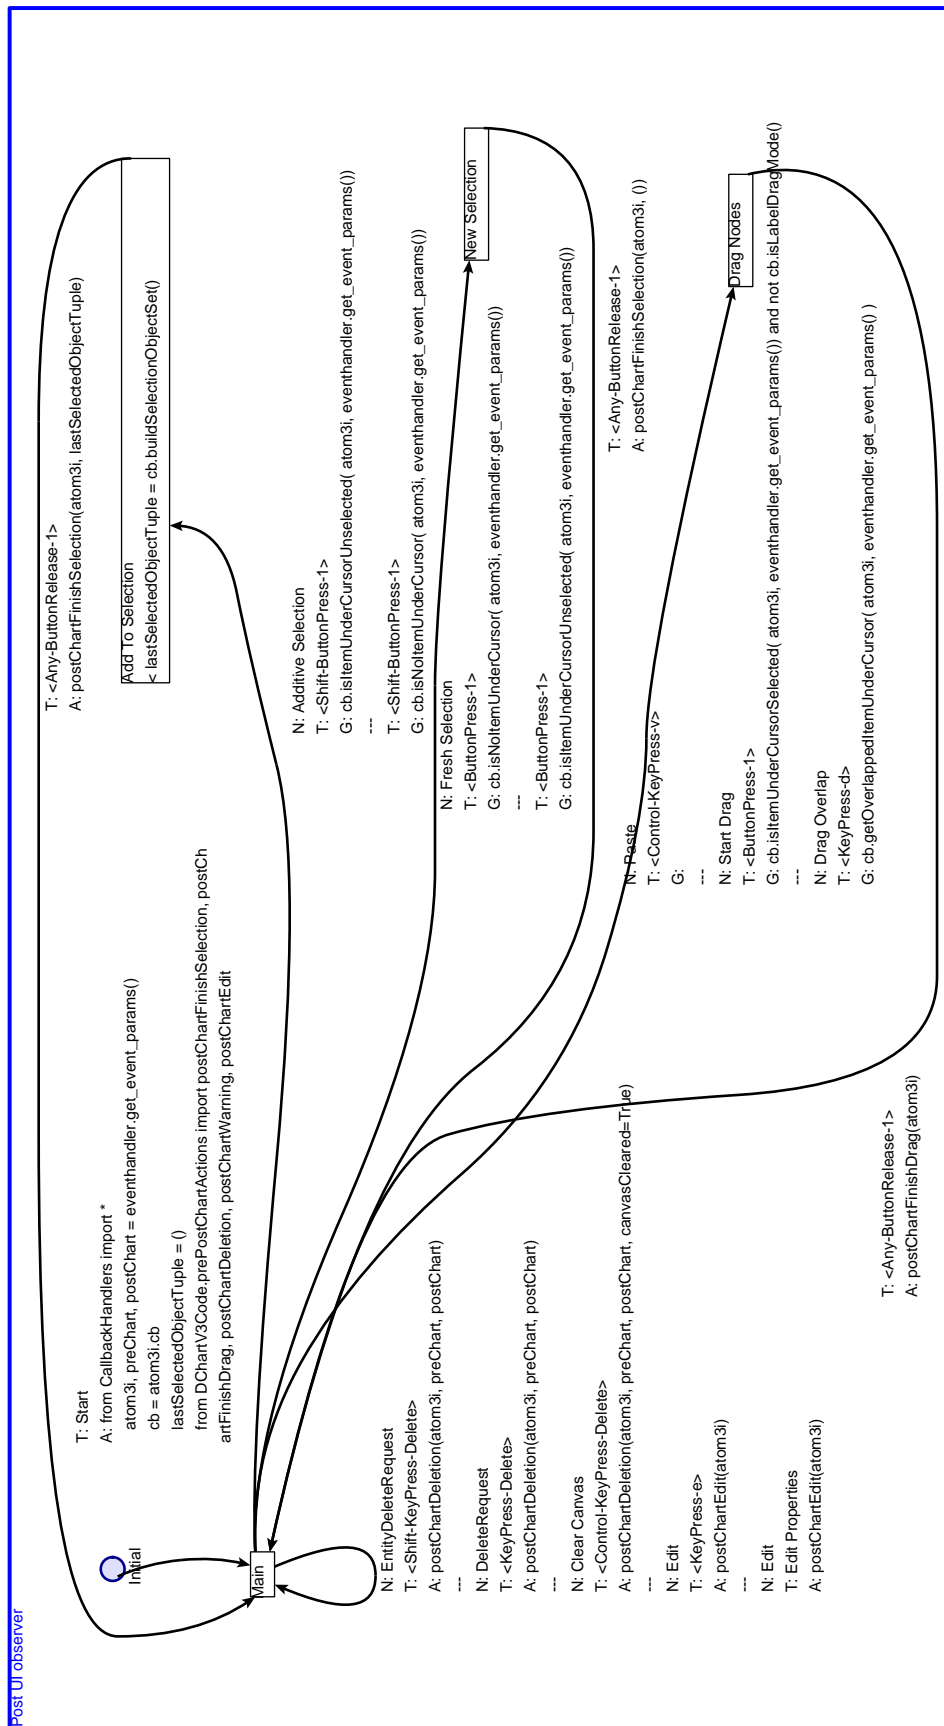 Post UI observer
Initial
Main
T: Start
A: from CallbackHandlers import *
atom3i, preChart, postChart = eventhandler.get_event_params()
cb = atom3i.cb
lastSelectedObjectTuple = ()
from DChartV3Code.prePostChartActions import postChartFinishSelection, postCh
artFinishDrag, postChartDeletion, postChartWarning, postChartEdit
T: <Any-ButtonRelease-1>
A: postChartFinishSelection(atom3i, lastSelectedObjectTuple)
Add To Selection
< lastSelectedObjectTuple = cb.buildSelectionObjectSet()
N: Additive Selection
T: <Shift-ButtonPress-1>
G: cb.isItemUnderCursorUnselected( atom3i, eventhandler.get_event_params())
---
T: <Shift-ButtonPress-1>
G: cb.isNoItemUnderCursor( atom3i, eventhandler.get_event_params())
New Selection
N: Fresh Selection
T: <ButtonPress-1>
G: cb.isNoItemUnderCursor( atom3i, eventhandler.get_event_params())
---
T: <ButtonPress-1>
G: cb.isItemUnderCursorUnselected( atom3i, eventhandler.get_event_params())
T: <Any-ButtonRelease-1>
A: postChartFinishSelection(atom3i, ())
Drag Nodes
N: Paste
T: <Control-KeyPress-v>
G:
---
N: Start Drag
T: <ButtonPress-1>
G: cb.isItemUnderCursorSelected( atom3i, eventhandler.get_event_params()) and not cb.isLabelDragMode()
---
N: Drag Overlap
T: <KeyPress-d>
G: cb.getOverlappedItemUnderCursor( atom3i, eventhandler.get_event_params() )
T: <Any-ButtonRelease-1>
A: postChartFinishDrag(atom3i)
N: EntityDeleteRequest
T: <Shift-KeyPress-Delete>
A: postChartDeletion(atom3i, preChart, postChart)
---
N: DeleteRequest
T: <KeyPress-Delete>
A: postChartDeletion(atom3i, preChart, postChart)
---
N: Clear Canvas
T: <Control-KeyPress-Delete>
A: postChartDeletion(atom3i, preChart, postChart, canvasCleared=True)
---
N: Edit
T: <KeyPress-e>
A: postChartEdit(atom3i)
---
N: Edit
T: Edit Properties
A: postChartEdit(atom3i)